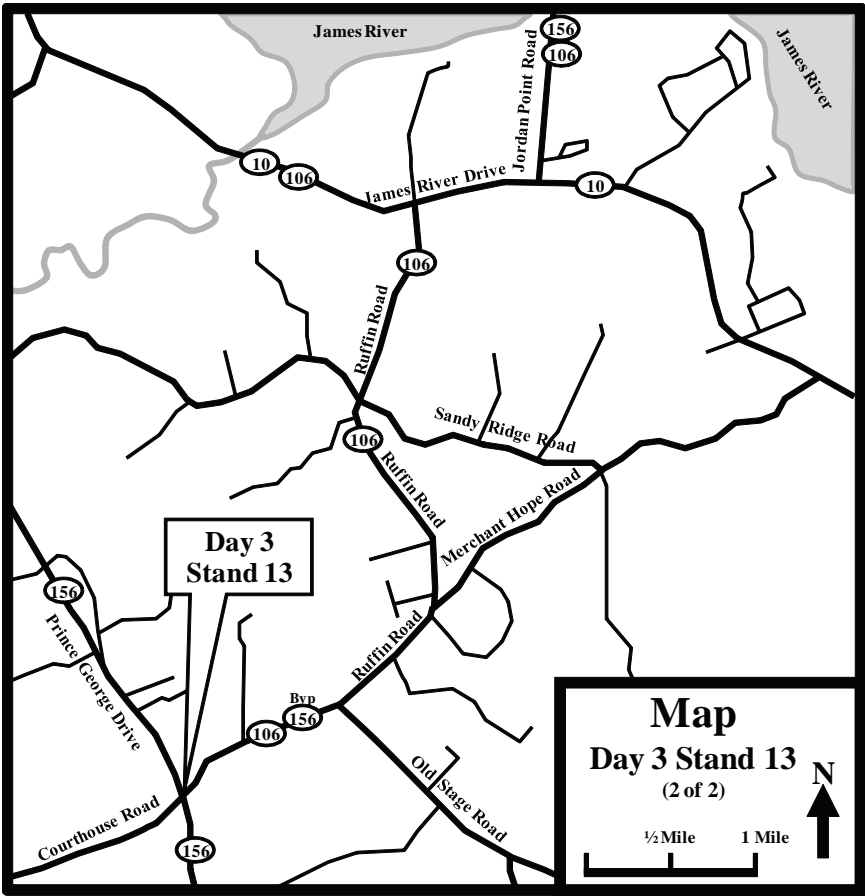 James River
156
106
Jordan Point Road
James River
10
106
James River Drive
10
106
Ruffin Road
Sandy Ridge Road
106
Ruffin Road
Merchant Hope Road
Day 3
Stand 13
156
Prince George Drive
Ruffin Road
Byp
156
106
Old Stage Road
Courthouse Road
156
Map
Day 3 Stand 13
(2 of 2)
N
½ Mile 1 Mile